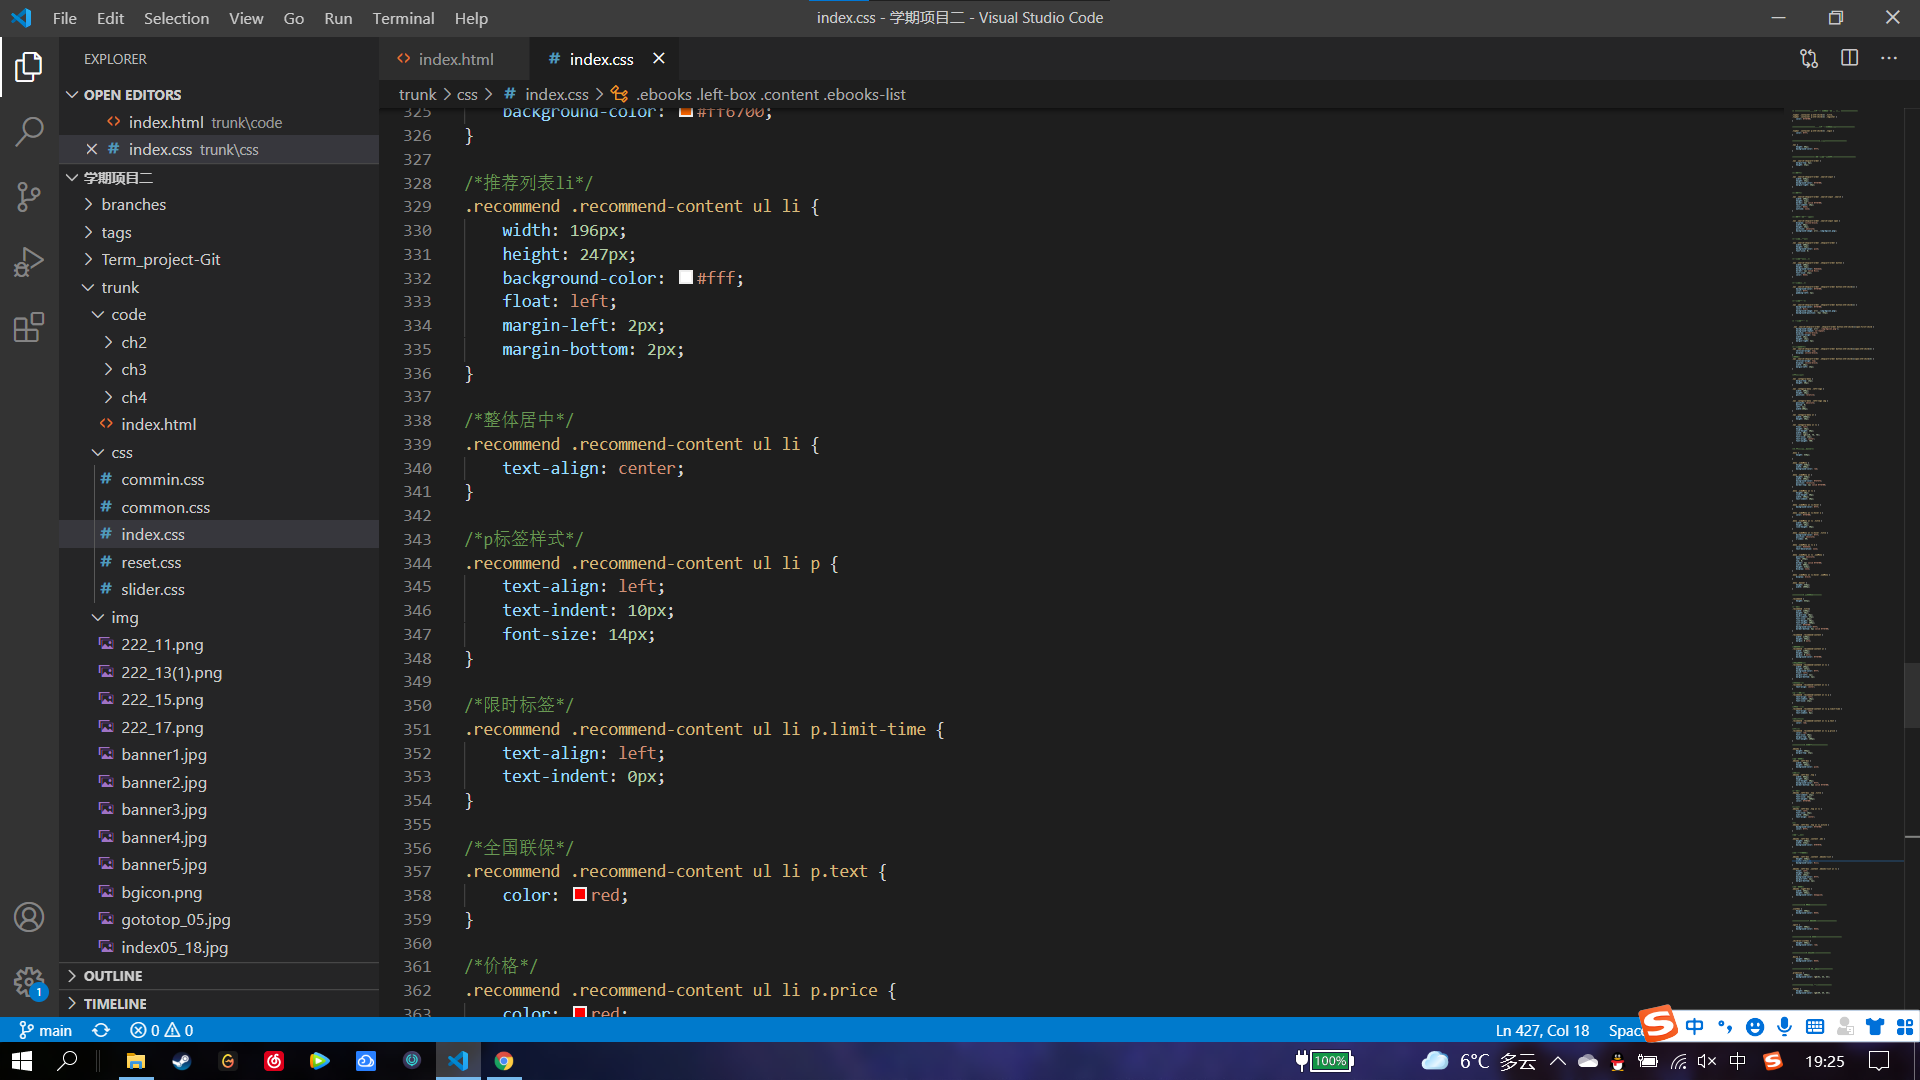 File Edit Selection View Go Run Terminal Help
index.css - 学期项目二 - Visual Studio Code
EXPLORER
OPEN EDITORS
index.html trunk\code
index.css trunk\css
学期项目二
branches
tags
Term_project-Git
trunk
code
ch2
ch3
ch4
index.html
css
commin.css
common.css
index.css
reset.css
slider.css
img
222_11.png
222_13(1).png
222_15.png
222_17.png
banner1.jpg
banner2.jpg
banner3.jpg
banner4.jpg
banner5.jpg
bgicon.png
gototop_05.jpg
index05_18.jpg
OUTLINE
TIMELINE
index.html
index.css
trunk > css > index.css > .ebooks .left-box .content .ebooks-list
325 background-color: #ff6700;
326 }
327
328 /*推荐列表li*/
329 .recommend .recommend-content ul li {
330 width: 196px;
331 height: 247px;
332 background-color: #fff;
333 float: left;
334 margin-left: 2px;
335 margin-bottom: 2px;
336 }
337
338 /*整体居中*/
339 .recommend .recommend-content ul li {
340 text-align: center;
341 }
342
343 /*p标签样式*/
344 .recommend .recommend-content ul li p {
345 text-align: left;
346 text-indent: 10px;
347 font-size: 14px;
348 }
349
350 /*限时标签*/
351 .recommend .recommend-content ul li p.limit-time {
352 text-align: left;
353 text-indent: 0px;
354 }
355
356 /*全国联保*/
357 .recommend .recommend-content ul li p.text {
358 color: red;
359 }
360
361 /*价格*/
362 .recommend .recommend-content ul li p.price {
363 color: red;
1
main 0 0
Ln 427, Col 18 Spac
中
100%
6°C 多云
中
19:25